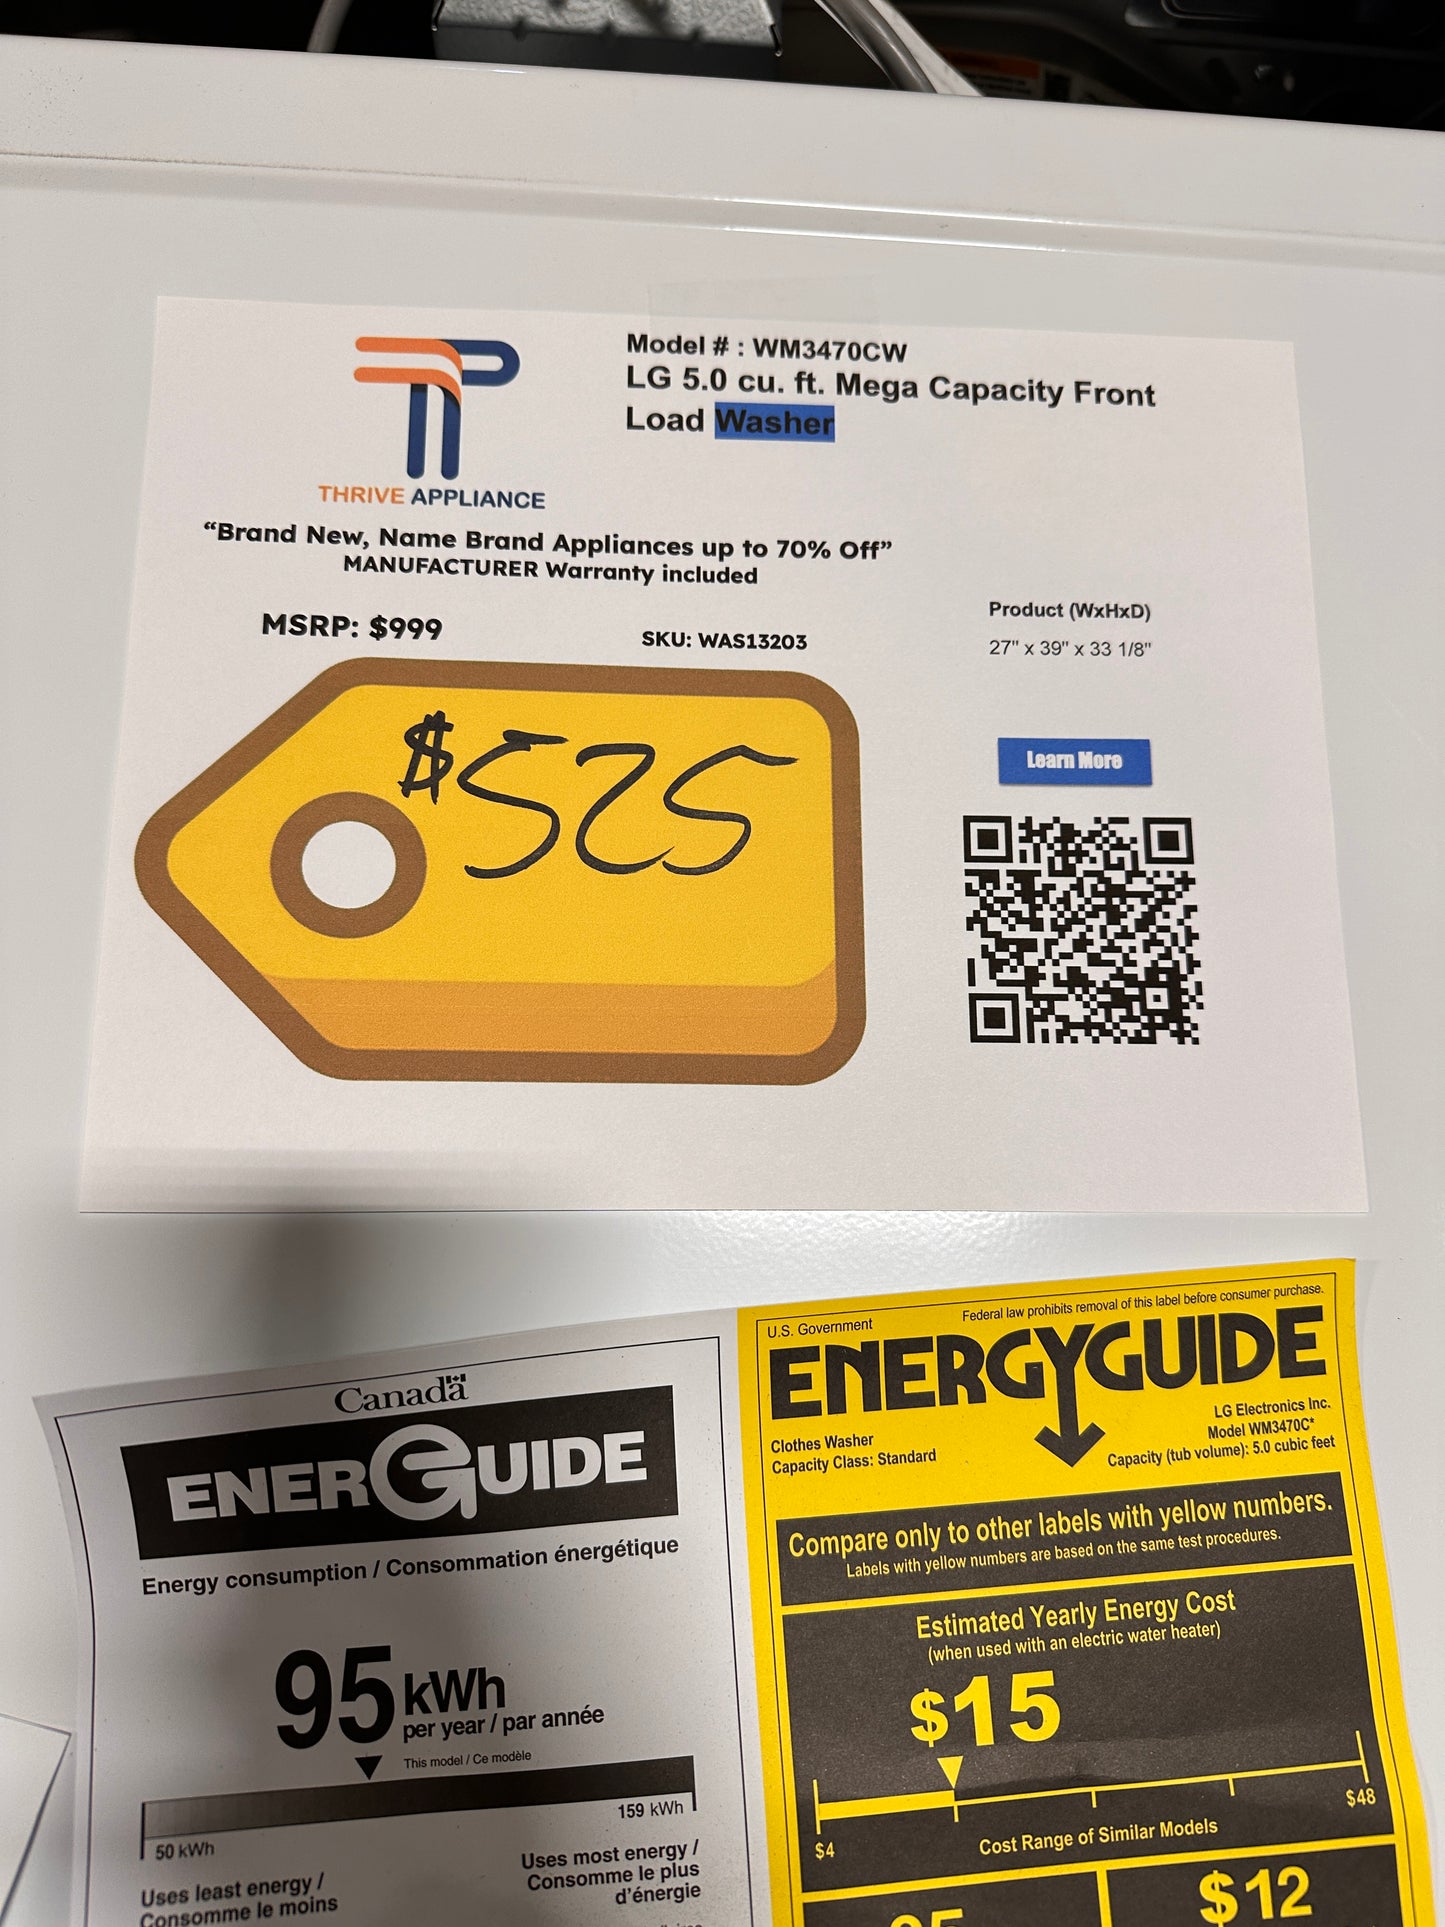 Model # : WM3470CW
LG 5.0 cu. ft. Mega Capacity Front
Load Washer
THRIVE APPLIANCE
“Brand New, Name Brand Appliances up to 70% Off”
MANUFACTURER Warranty included
MSRP: $999
SKU: WAS13203
Product (WxHxD)
27" x 39" x 33 1/8"
$525
Learn More
Canada
ENERGUIDE
Energy consumption / Consommation énergétique
95 kWh
per year / par année
This model / Ce modèle
50 kWh
159 kWh
Uses least energy /
Consomme le moins
Uses most energy /
Consomme le plus
d'énergie
U.S. Government
Federal law prohibits removal of this label before consumer purchase.
ENERGYGUIDE
Clothes Washer
Capacity Class: Standard
LG Electronics Inc.
Model WM3470C*
Capacity (tub volume): 5.0 cubic feet
Compare only to other labels with yellow numbers.
Labels with yellow numbers are based on the same test procedures.
Estimated Yearly Energy Cost
(when used with an electric water heater)
$15
$4
$48
Cost Range of Similar Models
$12